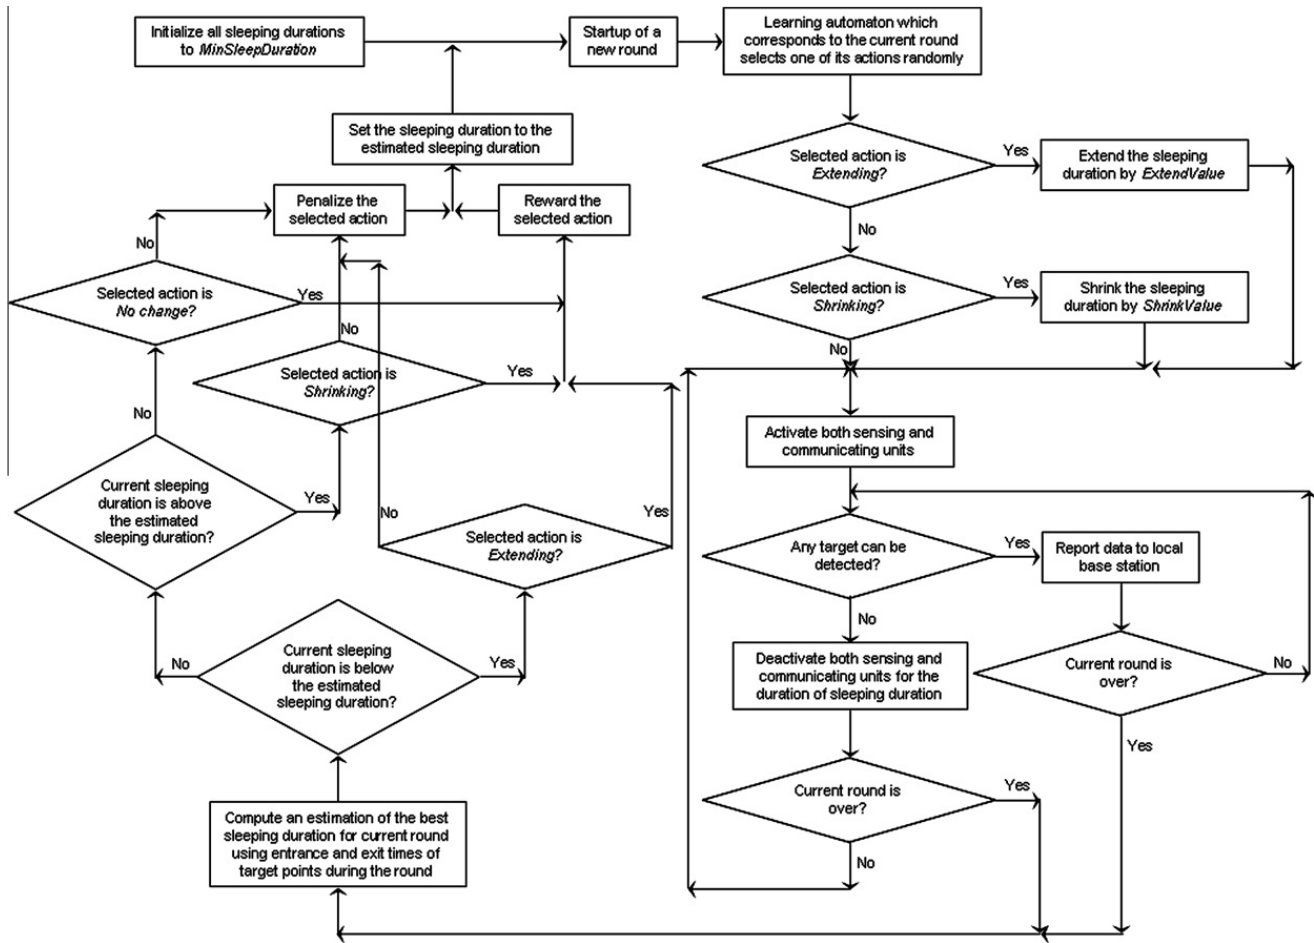 Initialize all sleeping durations
to MinSleepDuration
Startup of a
new round
Learning automaton which
corresponds to the current round
selects one of its actions randomly
Set the sleeping duration to the
estimated sleeping duration
Selected action is
Extending?
Yes
Extend the sleeping
duration by ExtendValue
No
Penalize the
selected action
Reward the
selected action
No
Selected action is
No change?
Yes
Selected action is
Shrinking?
Yes
Shrink the sleeping
duration by ShrinkValue
No
No
Selected action is
Shrinking?
Yes
No
Activate both sensing and
communicating units
Current sleeping
duration is above
the estimated
sleeping duration?
Yes
No
Selected action is
Extending?
Yes
Any target can be
detected?
Yes
Report data to local
base station
No
Current sleeping
duration is below
the estimated
sleeping duration?
No
Yes
Deactivate both sensing and
communicating units for the
duration of sleeping duration
Current round is
over?
No
Yes
Current round is
over?
Yes
No
Compute an estimation of the best
sleeping duration for current round
using entrance and exit times of
target points during the round